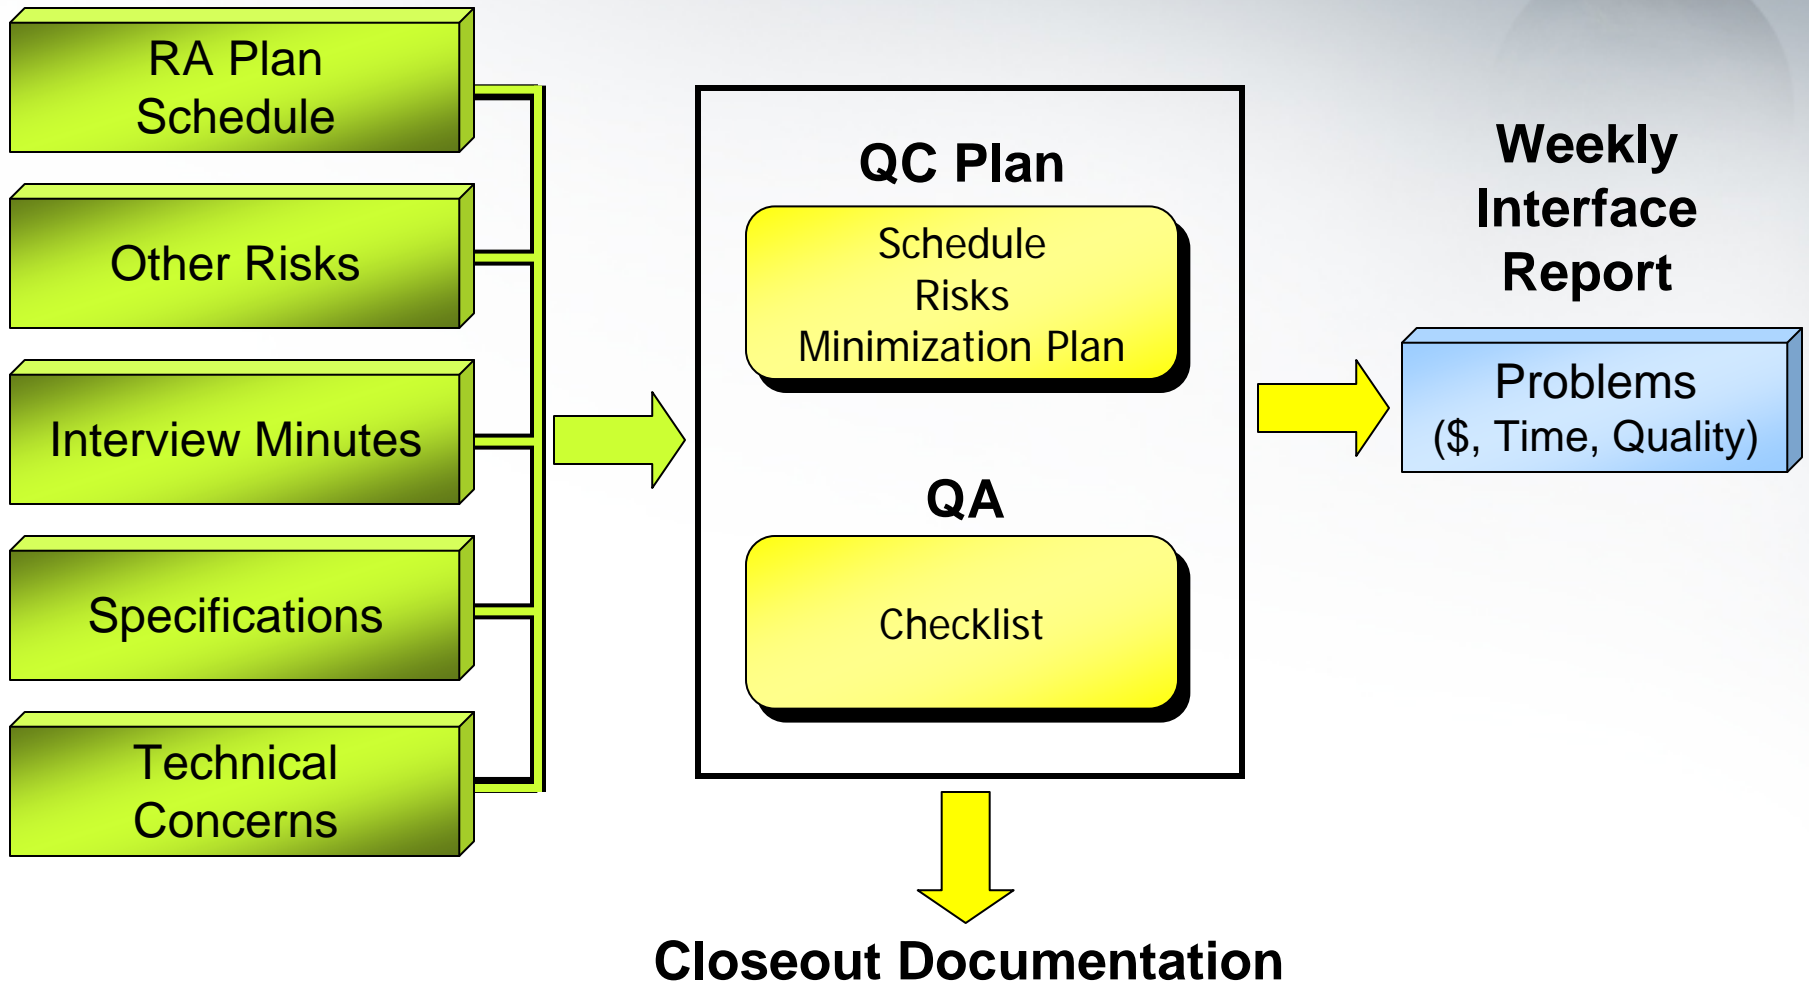 RA Plan
Schedule
Other Risks
Interview Minutes
Specifications
Technical
Concerns
QC Plan
Schedule
Risks
Minimization Plan
QA
Checklist
Weekly
Interface
Report
Problems
($, Time, Quality)
Closeout Documentation